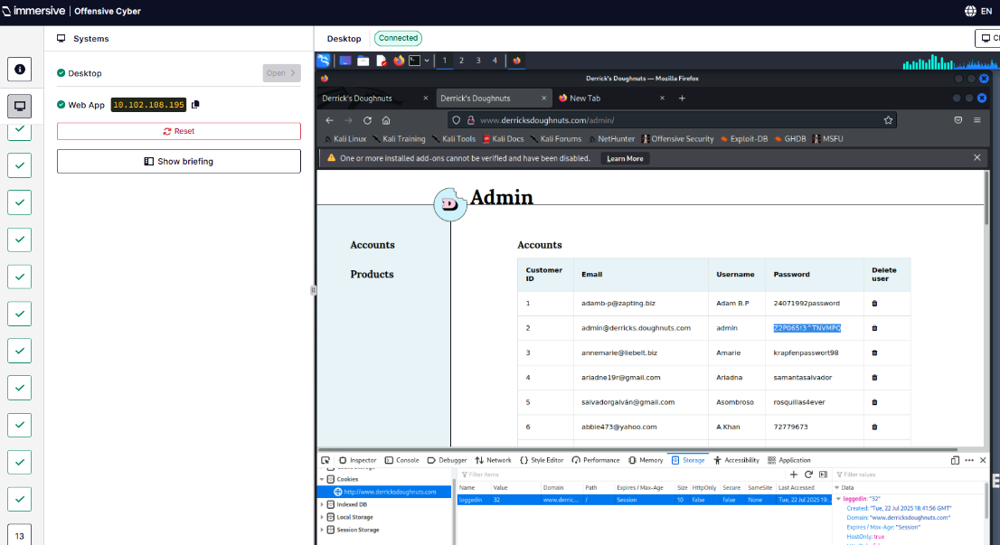 immersive | Offensive Cyber
EN
Systems
Desktop
Open
Web App 10.102.108.195
Reset
Show briefing
13
Desktop Connected
1 2 3 4
Derrick's Doughnuts — Mozilla Firefox
Derrick's Doughnuts
Derrick's Doughnuts
New Tab
www.derricksdoughnuts.com/admin/
Kali Linux Kali Training Kali Tools Kali Docs Kali Forums NetHunter Offensive Security Exploit-DB GHDB MSFU
One or more installed add-ons cannot be verified and have been disabled. Learn More
D Admin
Accounts
Products
Accounts
Customer ID Email Username Password Delete user
1 adamb-p@zapting.biz Adam B.P 24071992password
2 admin@derricks.doughnuts.com admin Z2P065!3^TNVMPQ
3 annemarie@liebelt.biz Amarie krapfenpasswort98
4 ariadne19r@gmail.com Ariadna samantasalvador
5 salvadorgalván@gmail.com Asombroso rosquillas4ever
6 abbie473@yahoo.com A.Khan 72779673
Inspector Console Debugger Network Style Editor Performance Memory Storage Accessibility Application
Cookies
http://www.derricksdoughnuts.com
Indexed DB
Local Storage
Session Storage
Filter Items
Name Value Domain Path Expires / Max-Age Size HttpOnly Secure SameSite Last Accessed
loggedin 32 www.derric... / Session 10 false false None Tue, 22 Jul 2025 19:...
Filter values
Data
loggedin: "32"
Created: "Tue, 22 Jul 2025 18:41:56 GMT"
Domain: "www.derricksdoughnuts.com"
Expires / Max-Age: "Session"
HostOnly: true